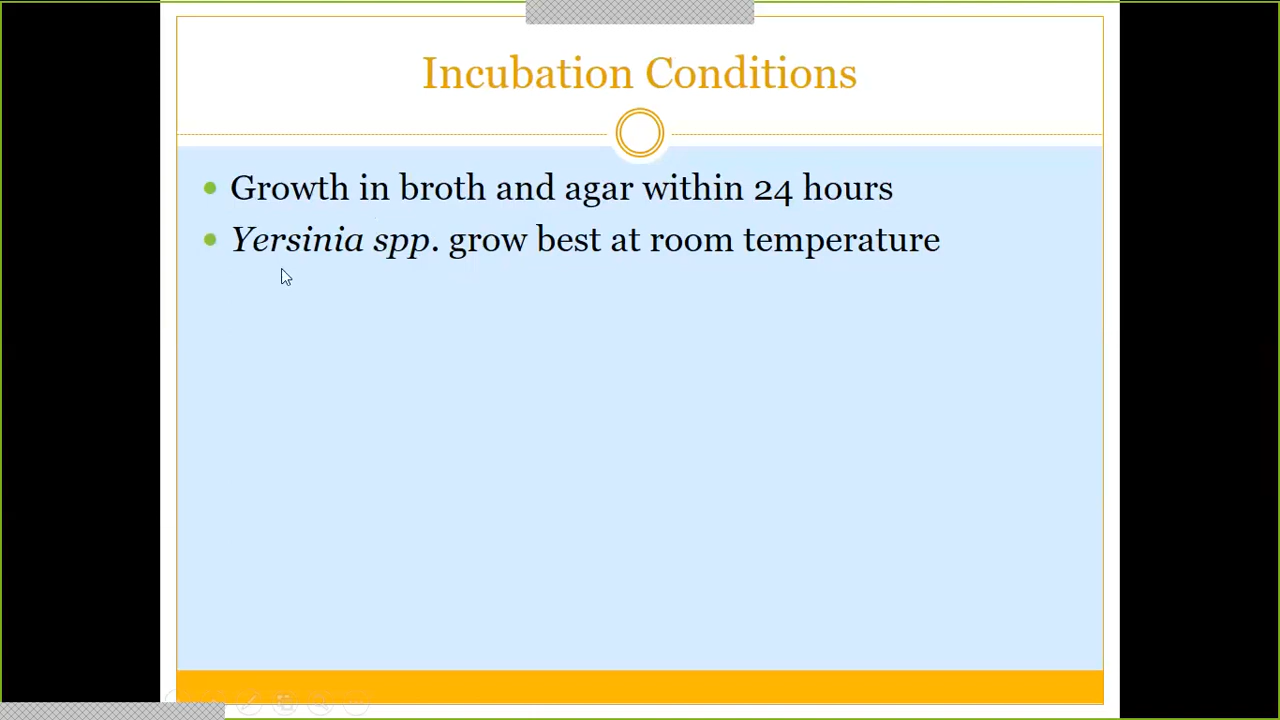 Incubation Conditions
Growth in broth and agar within 24 hours
Yersinia spp. grow best at room temperature